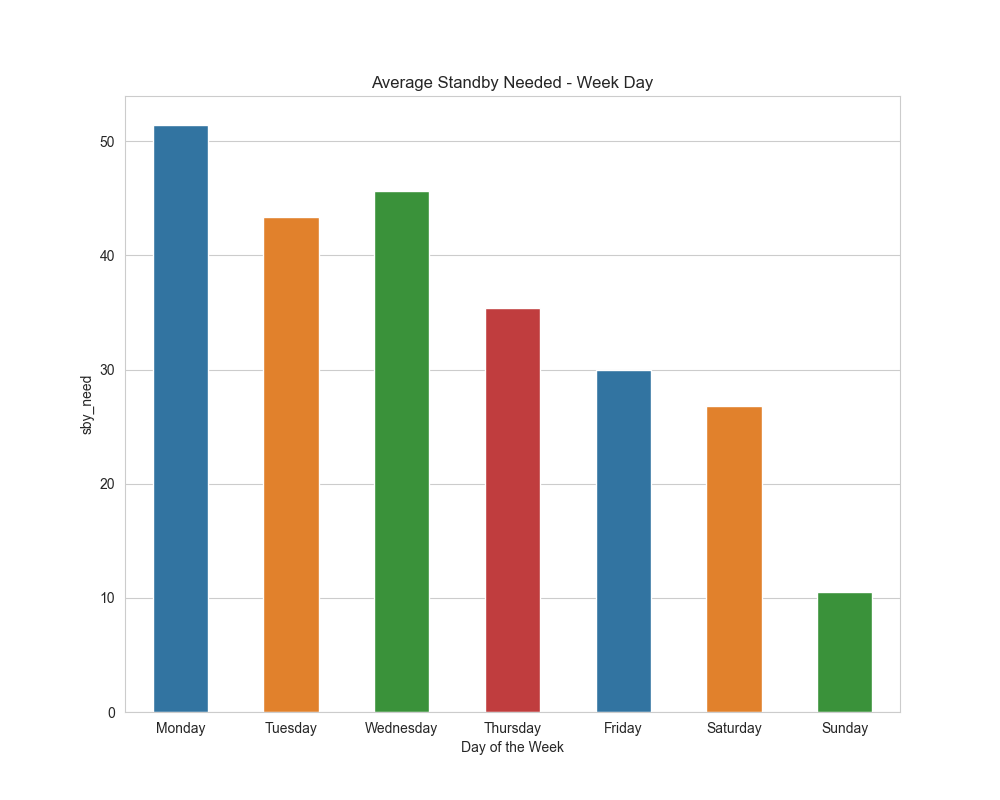 Average Standby Needed - Week Day
50
40
30
20
10
0
sby_need
Monday Tuesday Wednesday Thursday Friday Saturday Sunday
Day of the Week